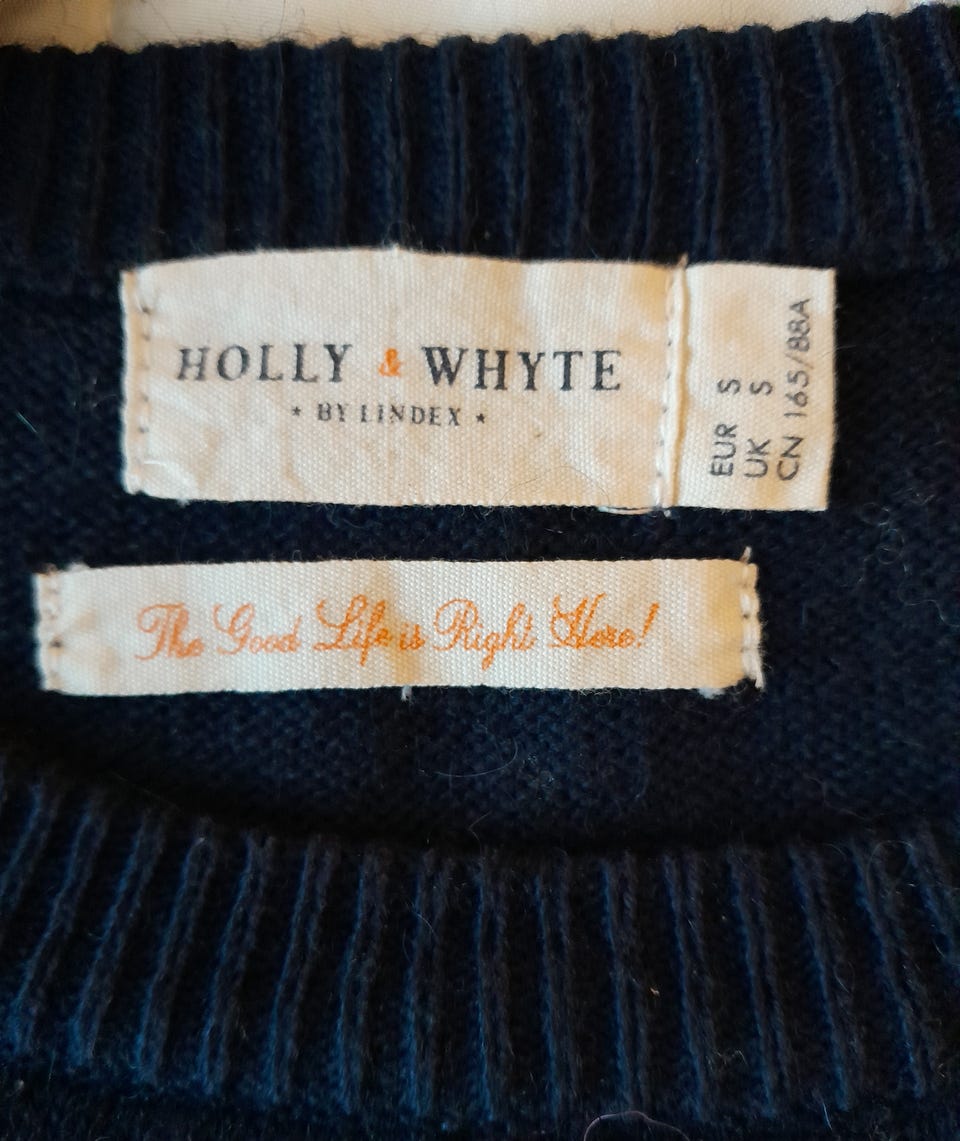 HOLLY & WHYTE
* BY LINDEX *
EUR S
UK S
CN 165/88A
The Good Life is Right Here!